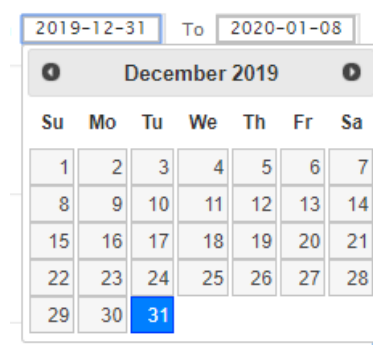 2019-12-31 To 2020-01-08
December 2019
Su Mo Tu We Th Fr Sa
1 2 3 4 5 6 7
8 9 10 11 12 13 14
15 16 17 18 19 20 21
22 23 24 25 26 27 28
29 30 31